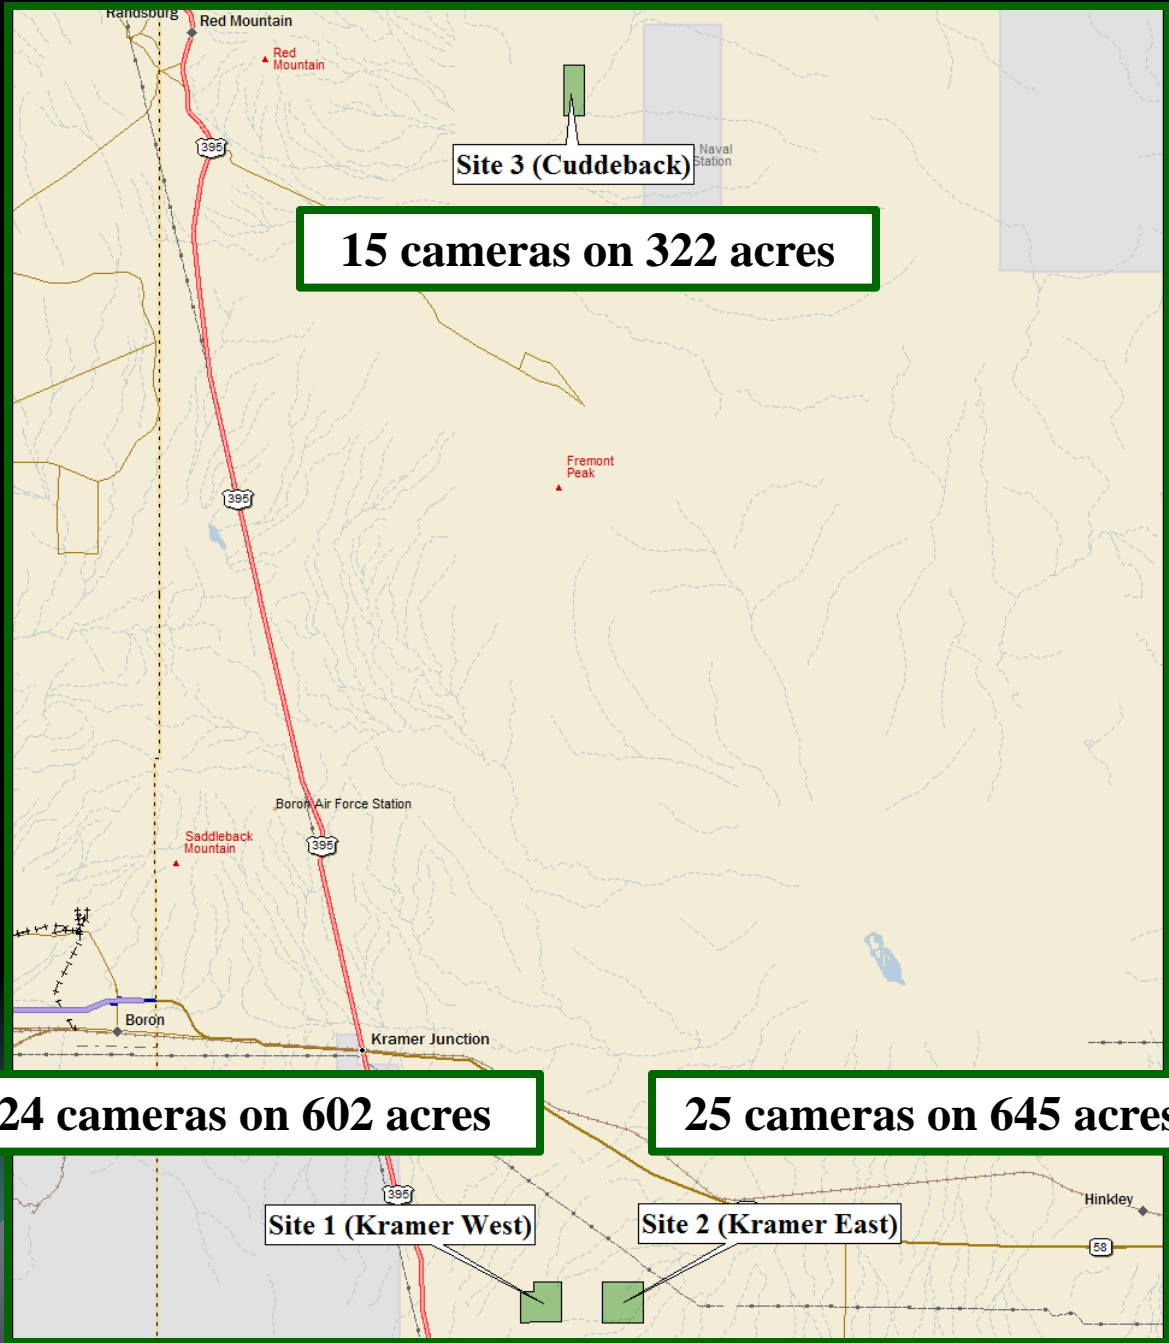 Randsburg
Red Mountain
Red
Mountain
395
Naval
Station
Site 3 (Cuddeback)
15 cameras on 322 acres
Fremont
Peak
395
Boron Air Force Station
Saddleback
Mountain
395
Boron
Kramer Junction
24 cameras on 602 acres
25 cameras on 645 acres
395
Hinkley
Site 1 (Kramer West)
Site 2 (Kramer East)
58